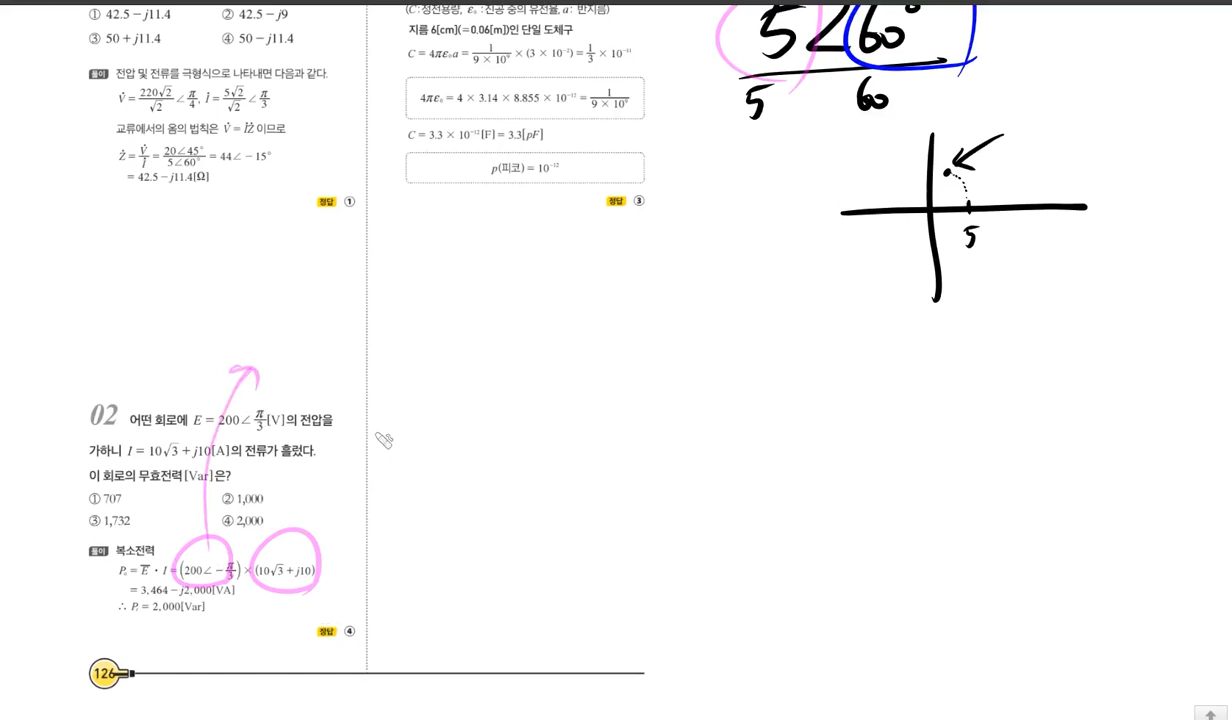 ① 42.5 − j11.4 ② 42.5 − j9
③ 50 + j11.4 ④ 50 − j11.4
풀이 전압 및 전류를 극형식으로 나타내면 다음과 같다.
V̇ = 220√2/√2 ∠ π/4, İ = 5√2/√2 ∠ π/3
교류에서의 옴의 법칙은 V̇ = İŻ 이므로
Ż = V̇/İ = 20∠45°/5∠60° = 44∠ − 15°
= 42.5 − j11.4[Ω]
정답 ①
02 어떤 회로에 E = 200∠ π/3 [V]의 전압을
가하니 I = 10√3 + j10[A]의 전류가 흘렀다.
이 회로의 무효전력[Var]은?
① 707 ② 1,000
③ 1,732 ④ 2,000
풀이 복소전력
Pₐ = E̅ · I = (200∠ − π/3) × (10√3 + j10)
= 3,464 − j2,000[VA]
∴ Pᵣ = 2,000[Var]
정답 ④
126
(C : 정전용량, ε₀ : 진공 중의 유전율, a : 반지름)
지름 6[cm](=0.06[m])인 단일 도체구
C = 4πε₀a = 1/(9 × 10⁹) × (3 × 10⁻²) = 1/3 × 10⁻¹¹
4πε₀ = 4 × 3.14 × 8.855 × 10⁻¹² = 1/(9 × 10⁹)
C = 3.3 × 10⁻¹²[F] = 3.3[pF]
p(피코) = 10⁻¹²
정답 ③
5∠60°
5 60
5